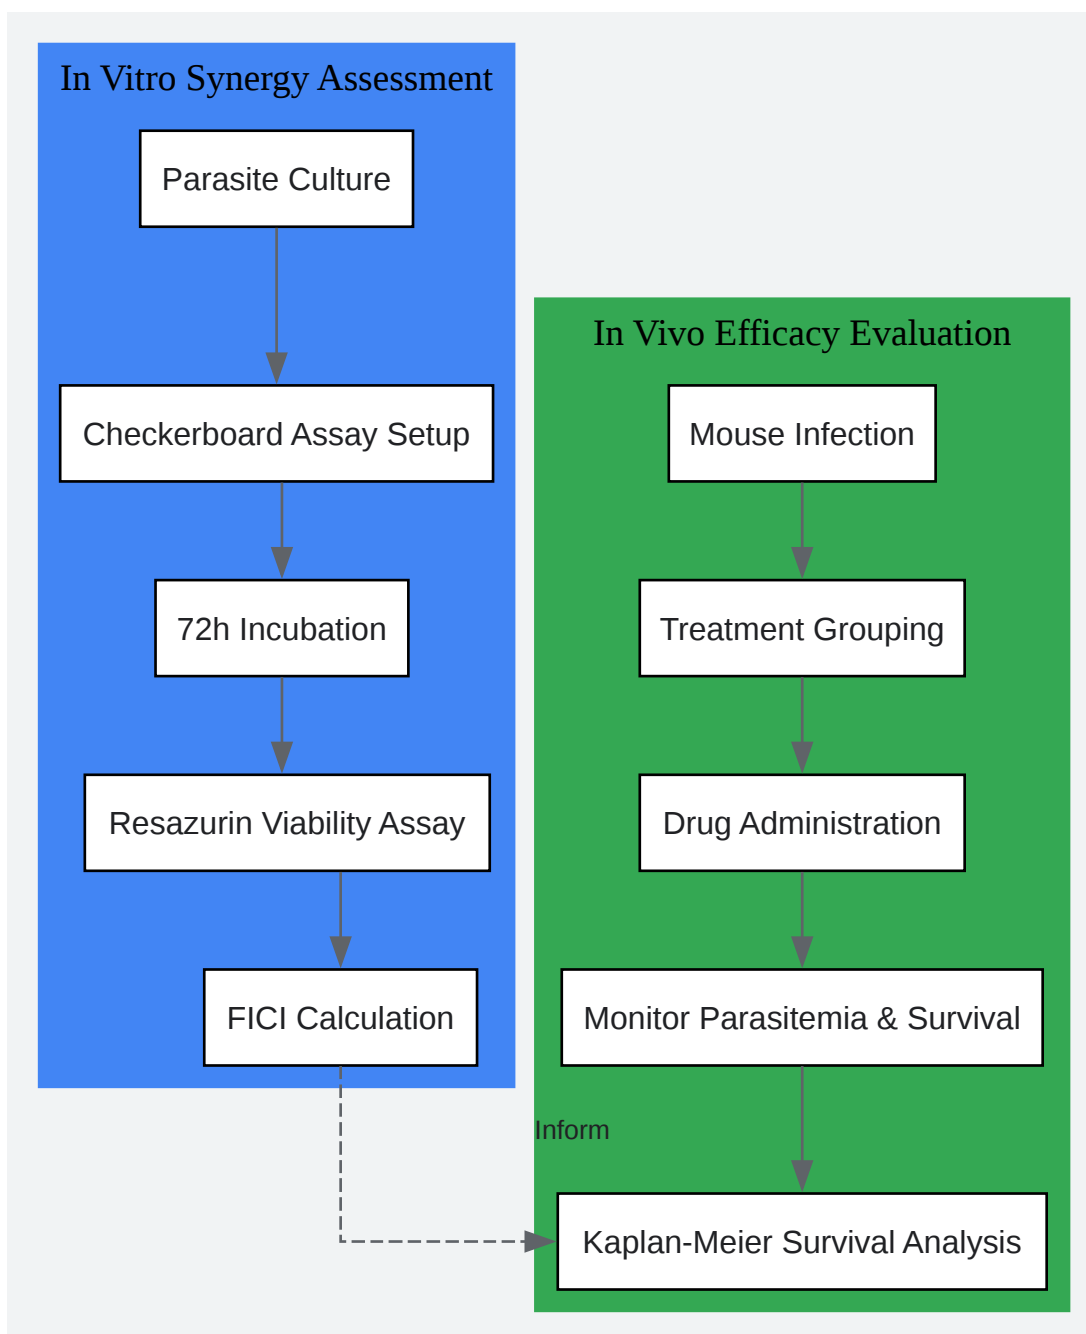 In Vitro Synergy Assessment
Parasite Culture
Checkerboard Assay Setup
72h Incubation
Resazurin Viability Assay
FICI Calculation
In Vivo Efficacy Evaluation
Mouse Infection
Treatment Grouping
Drug Administration
Monitor Parasitemia & Survival
Inform
Kaplan-Meier Survival Analysis